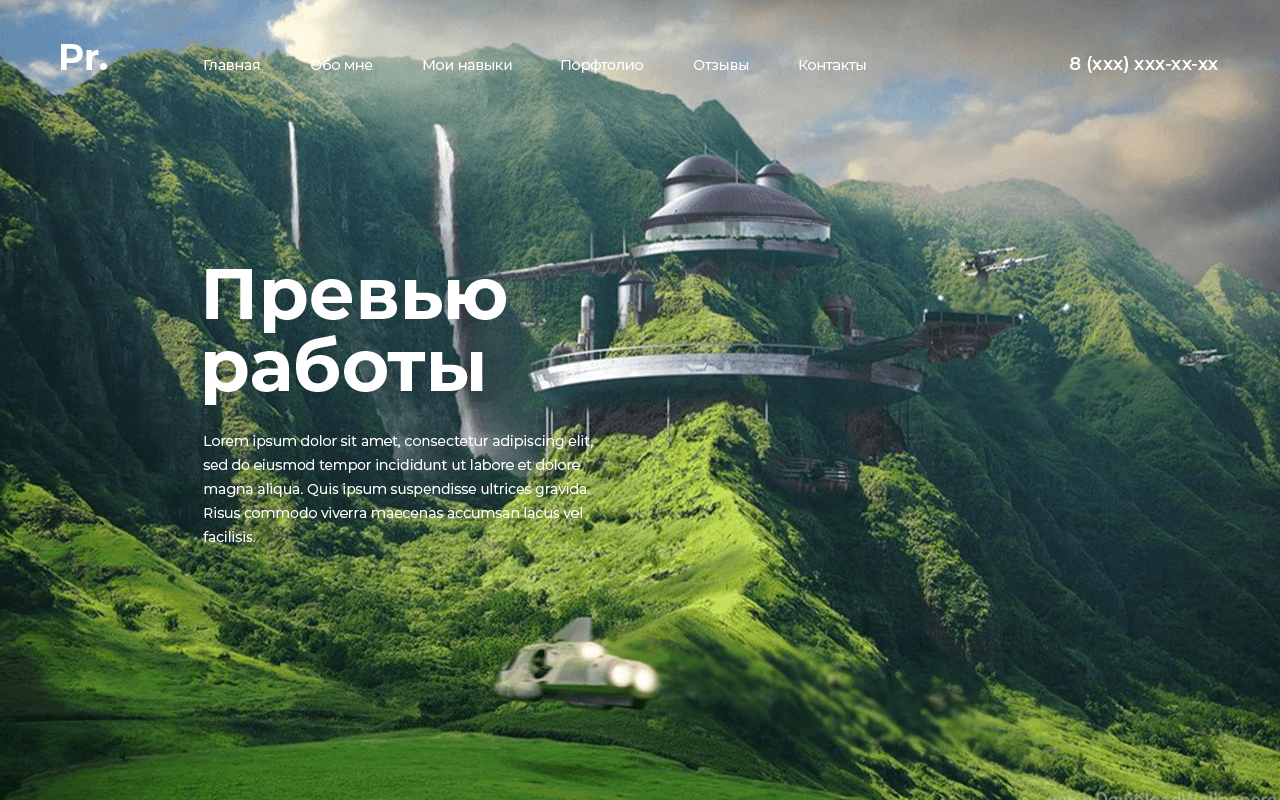 Pr.
Главная Обо мне Мои навыки Порфтолио Отзывы Контакты 8 (xxx) xxx-xx-xx
Превью
работы
Lorem ipsum dolor sit amet, consectetur adipiscing elit,
sed do eiusmod tempor incididunt ut labore et dolore
magna aliqua. Quis ipsum suspendisse ultrices gravida.
Risus commodo viverra maecenas accumsan lacus vel
facilisis.